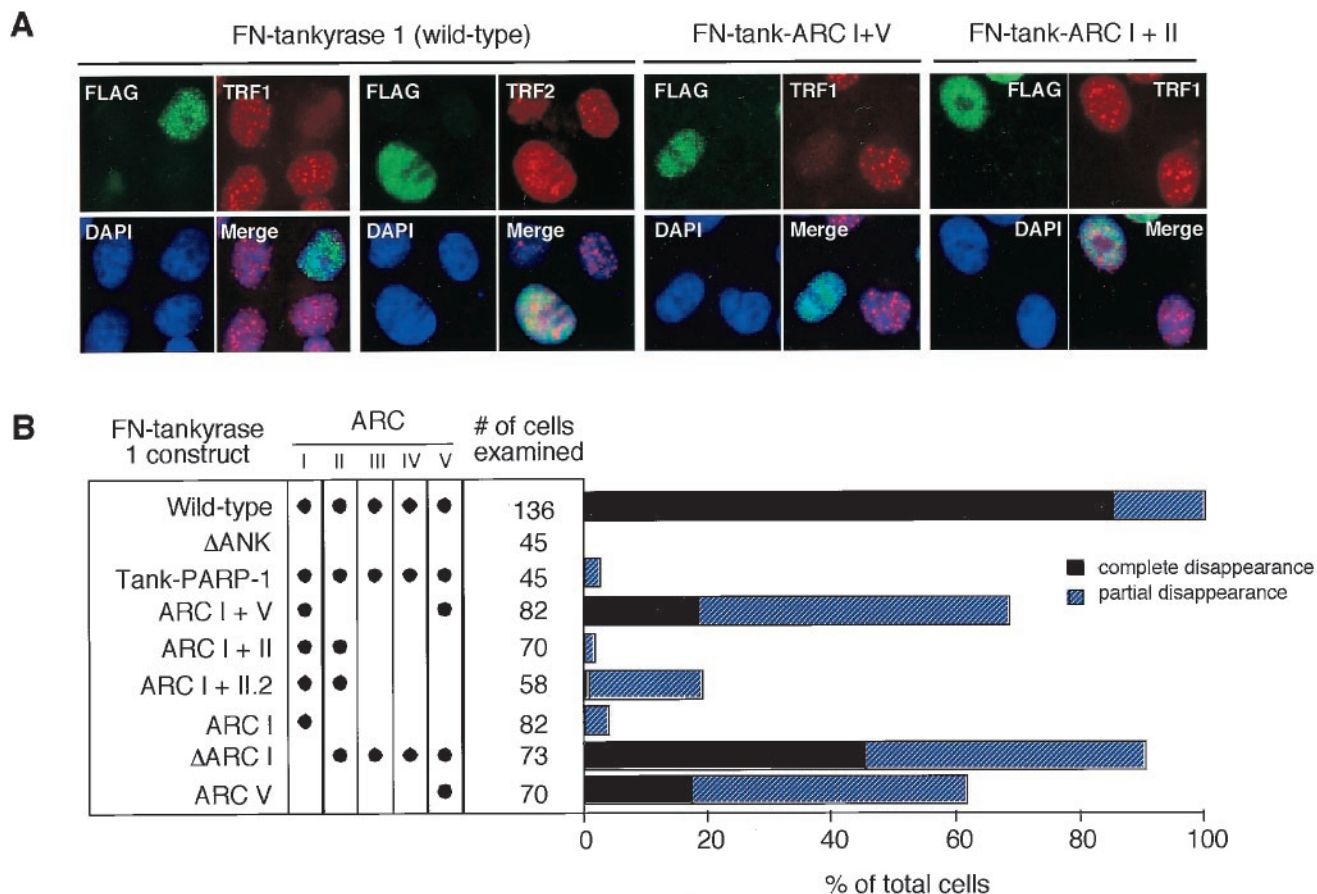 A
FN-tankyrase 1 (wild-type) FN-tank-ARC I+V FN-tank-ARC I + II
FLAG TRF1 FLAG TRF2 FLAG TRF1 FLAG TRF1
DAPI Merge DAPI Merge DAPI Merge DAPI Merge
B
FN-tankyrase
1 construct
ARC
I II III IV V
# of cells
examined
Wild-type 136
ΔANK 45
Tank-PARP-1 45
ARC I + V 82
ARC I + II 70
ARC I + II.2 58
ARC I 82
ΔARC I 73
ARC V 70
complete disappearance
partial disappearance
0 20 40 60 80 100
% of total cells